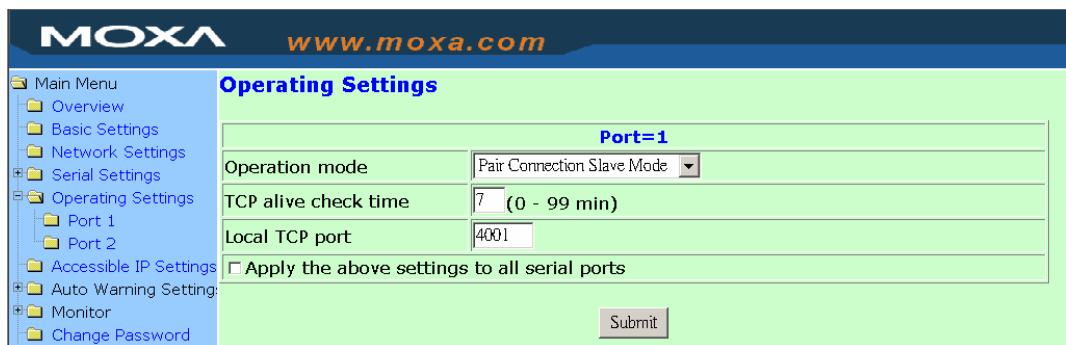 MOXA www.moxa.com
Main Menu
Overview
Basic Settings
Network Settings
Serial Settings
Operating Settings
Port 1
Port 2
Accessible IP Settings
Auto Warning Setting
Monitor
Change Password
Operating Settings
Port=1
Operation mode Pair Connection Slave Mode
TCP alive check time 7 (0 - 99 min)
Local TCP port 4001
Apply the above settings to all serial ports
Submit